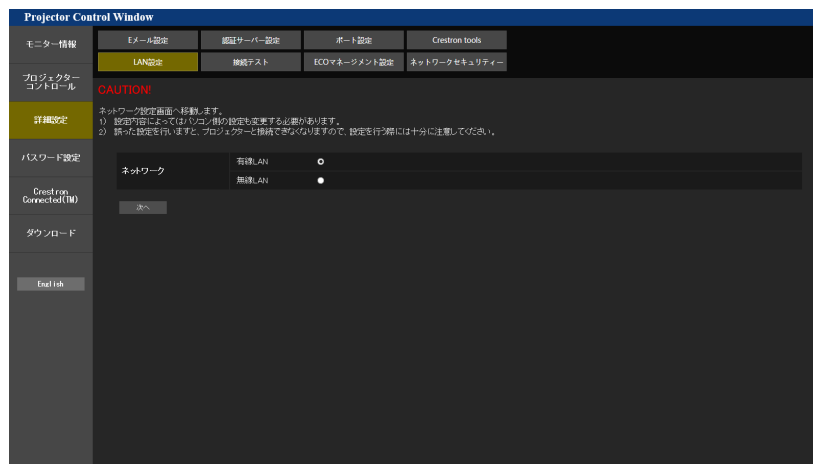 Projector Control Window
モニター情報
プロジェクター
コントロール
詳細設定
パスワード設定
Crestron
Connected(TM)
ダウンロード
English
Eメール設定
認証サーバー設定
ポート設定
Crestron tools
LAN設定
接続テスト
ECOマネージメント設定
ネットワークセキュリティー
CAUTION!
ネットワーク設定画面へ移動します。
1) 設定内容によってはパソコン側の設定も変更する必要があります。
2) 誤った設定を行いますと、プロジェクターと接続できなくなりますので、設定を行う際には十分に注意してください。
ネットワーク
有線LAN
無線LAN
次へ